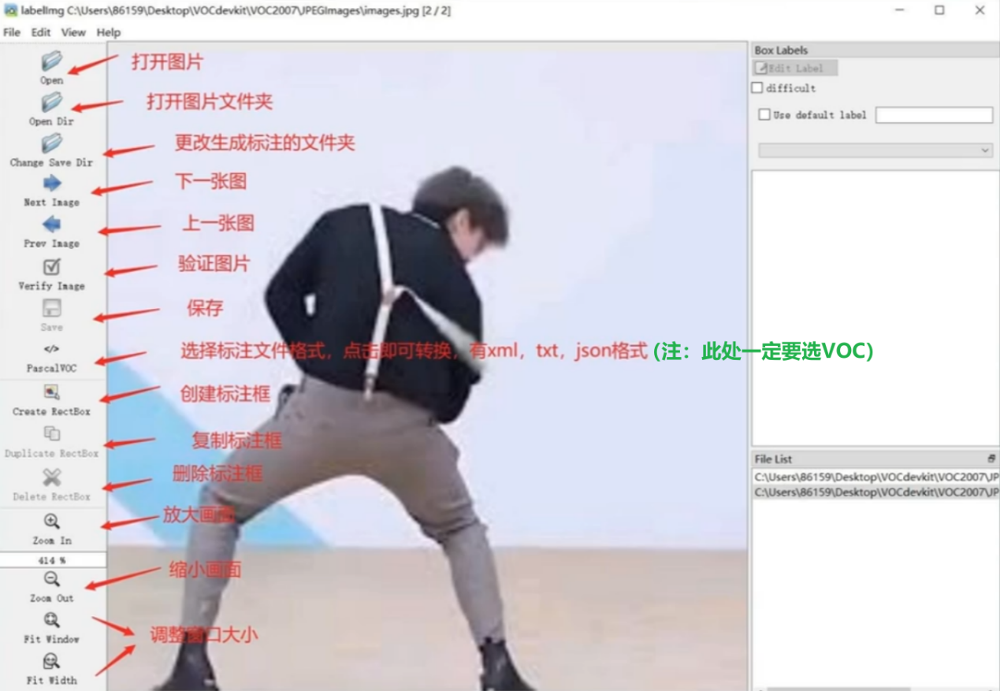 labelImg C:\Users\86159\Desktop\VOCdevkit\VOC2007\JPEGImages\images.jpg [2 / 2]
File Edit View Help
Open 打开图片
Open Dir 打开图片文件夹
Change Save Dir 更改生成标注的文件夹
Next Image 下一张图
Prev Image 上一张图
Verify Image 验证图片
Save 保存
</>
PascalVOC 选择标注文件格式，点击即可转换，有xml，txt，json格式 (注：此处一定要选VOC)
Create RectBox 创建标注框
Duplicate RectBox 复制标注框
Delete RectBox 删除标注框
Zoom In 放大画面
414 %
Zoom Out 缩小画面
Fit Window
调整窗口大小
Fit Width
Box Labels
Edit Label
difficult
Use default label
File List
C:\Users\86159\Desktop\VOCdevkit\VOC2007\JP
C:\Users\86159\Desktop\VOCdevkit\VOC2007\JP